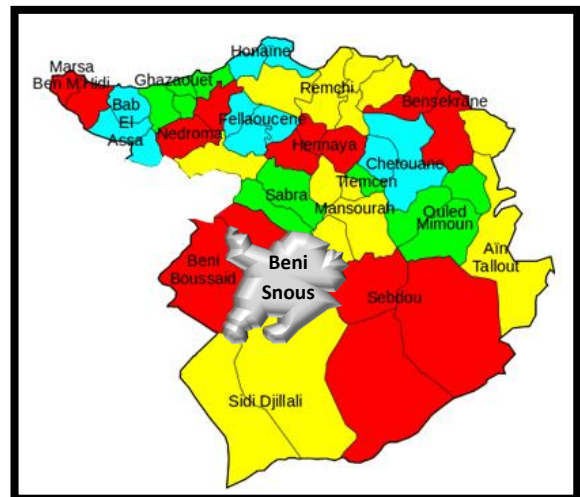 Honaïne
Marsa
Ben M'Hidi
Ghazaouet
Remchi
Bab
El
Assa
Bensekrane
Nedroma
Fellaoucene
Hennaya
Chetouane
Tlemcen
Sabra
Mansourah
Ouled
Mimoun
Aïn
Tallout
Beni
Boussaid
Beni
Snous
Sebdou
Sidi Djillali